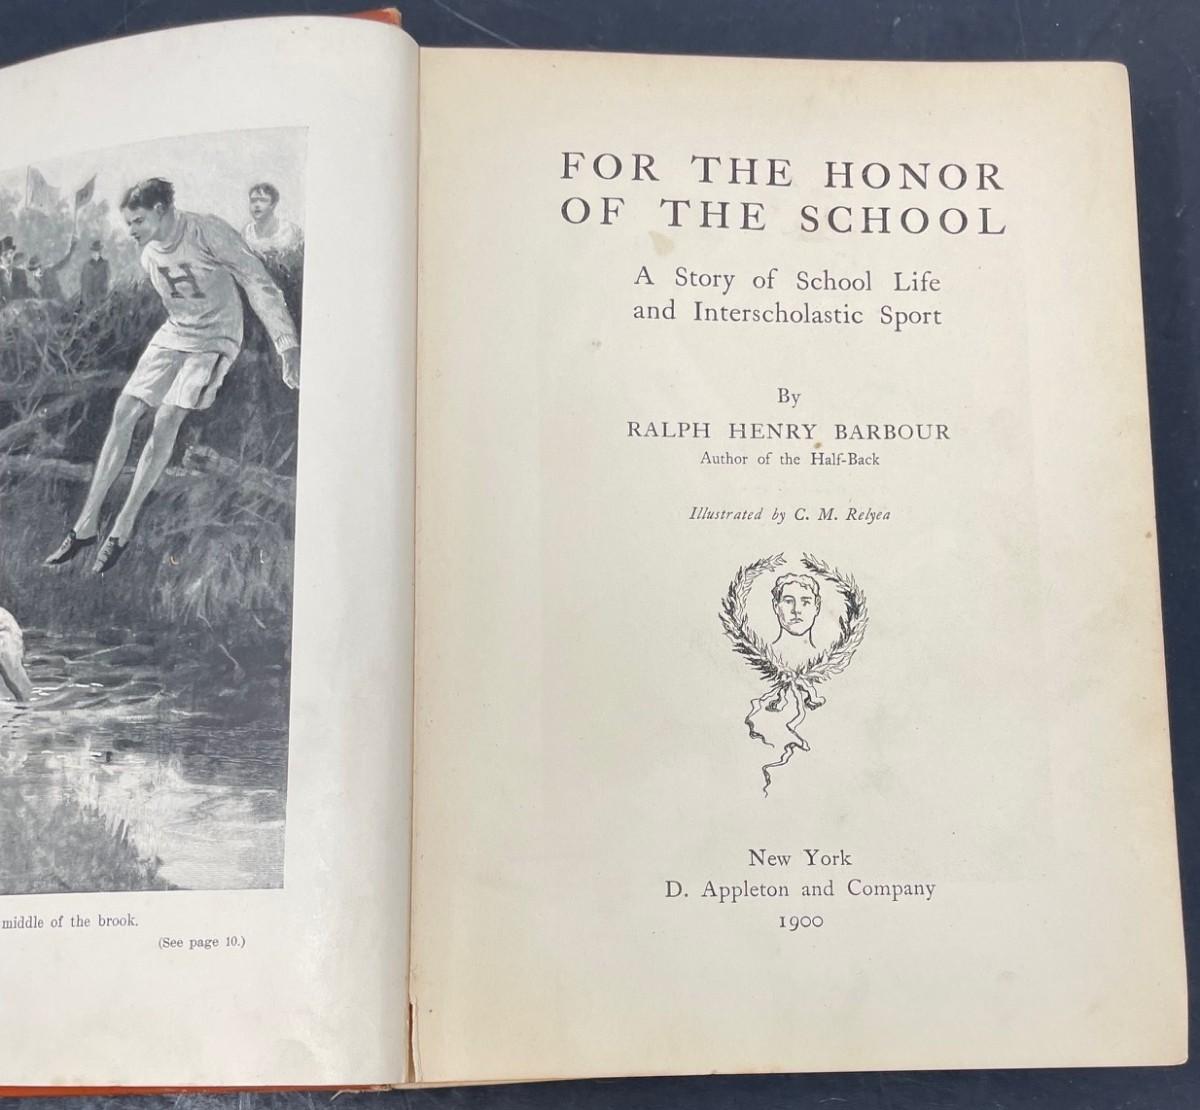 H
middle of the brook.
(See page 10.)
FOR THE HONOR
OF THE SCHOOL
A Story of School Life
and Interscholastic Sport
By
RALPH HENRY BARBOUR
Author of the Half-Back
Illustrated by C. M. Relyea
New York
D. Appleton and Company
1900